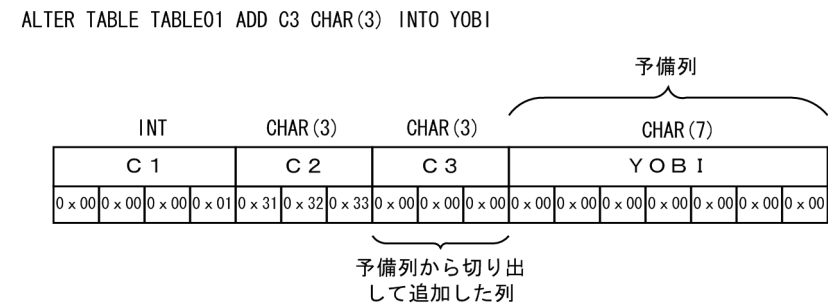 ALTER TABLE TABLE01 ADD C3 CHAR(3) INTO YOBI
予備列
INT CHAR(3) CHAR(3) CHAR(7)
C1 C2 C3 YOBI
0×00 0×00 0×00 0×01 0×31 0×32 0×33 0×00 0×00 0×00 0×00 0×00 0×00 0×00 0×00 0×00 0×00
予備列から切り出
して追加した列